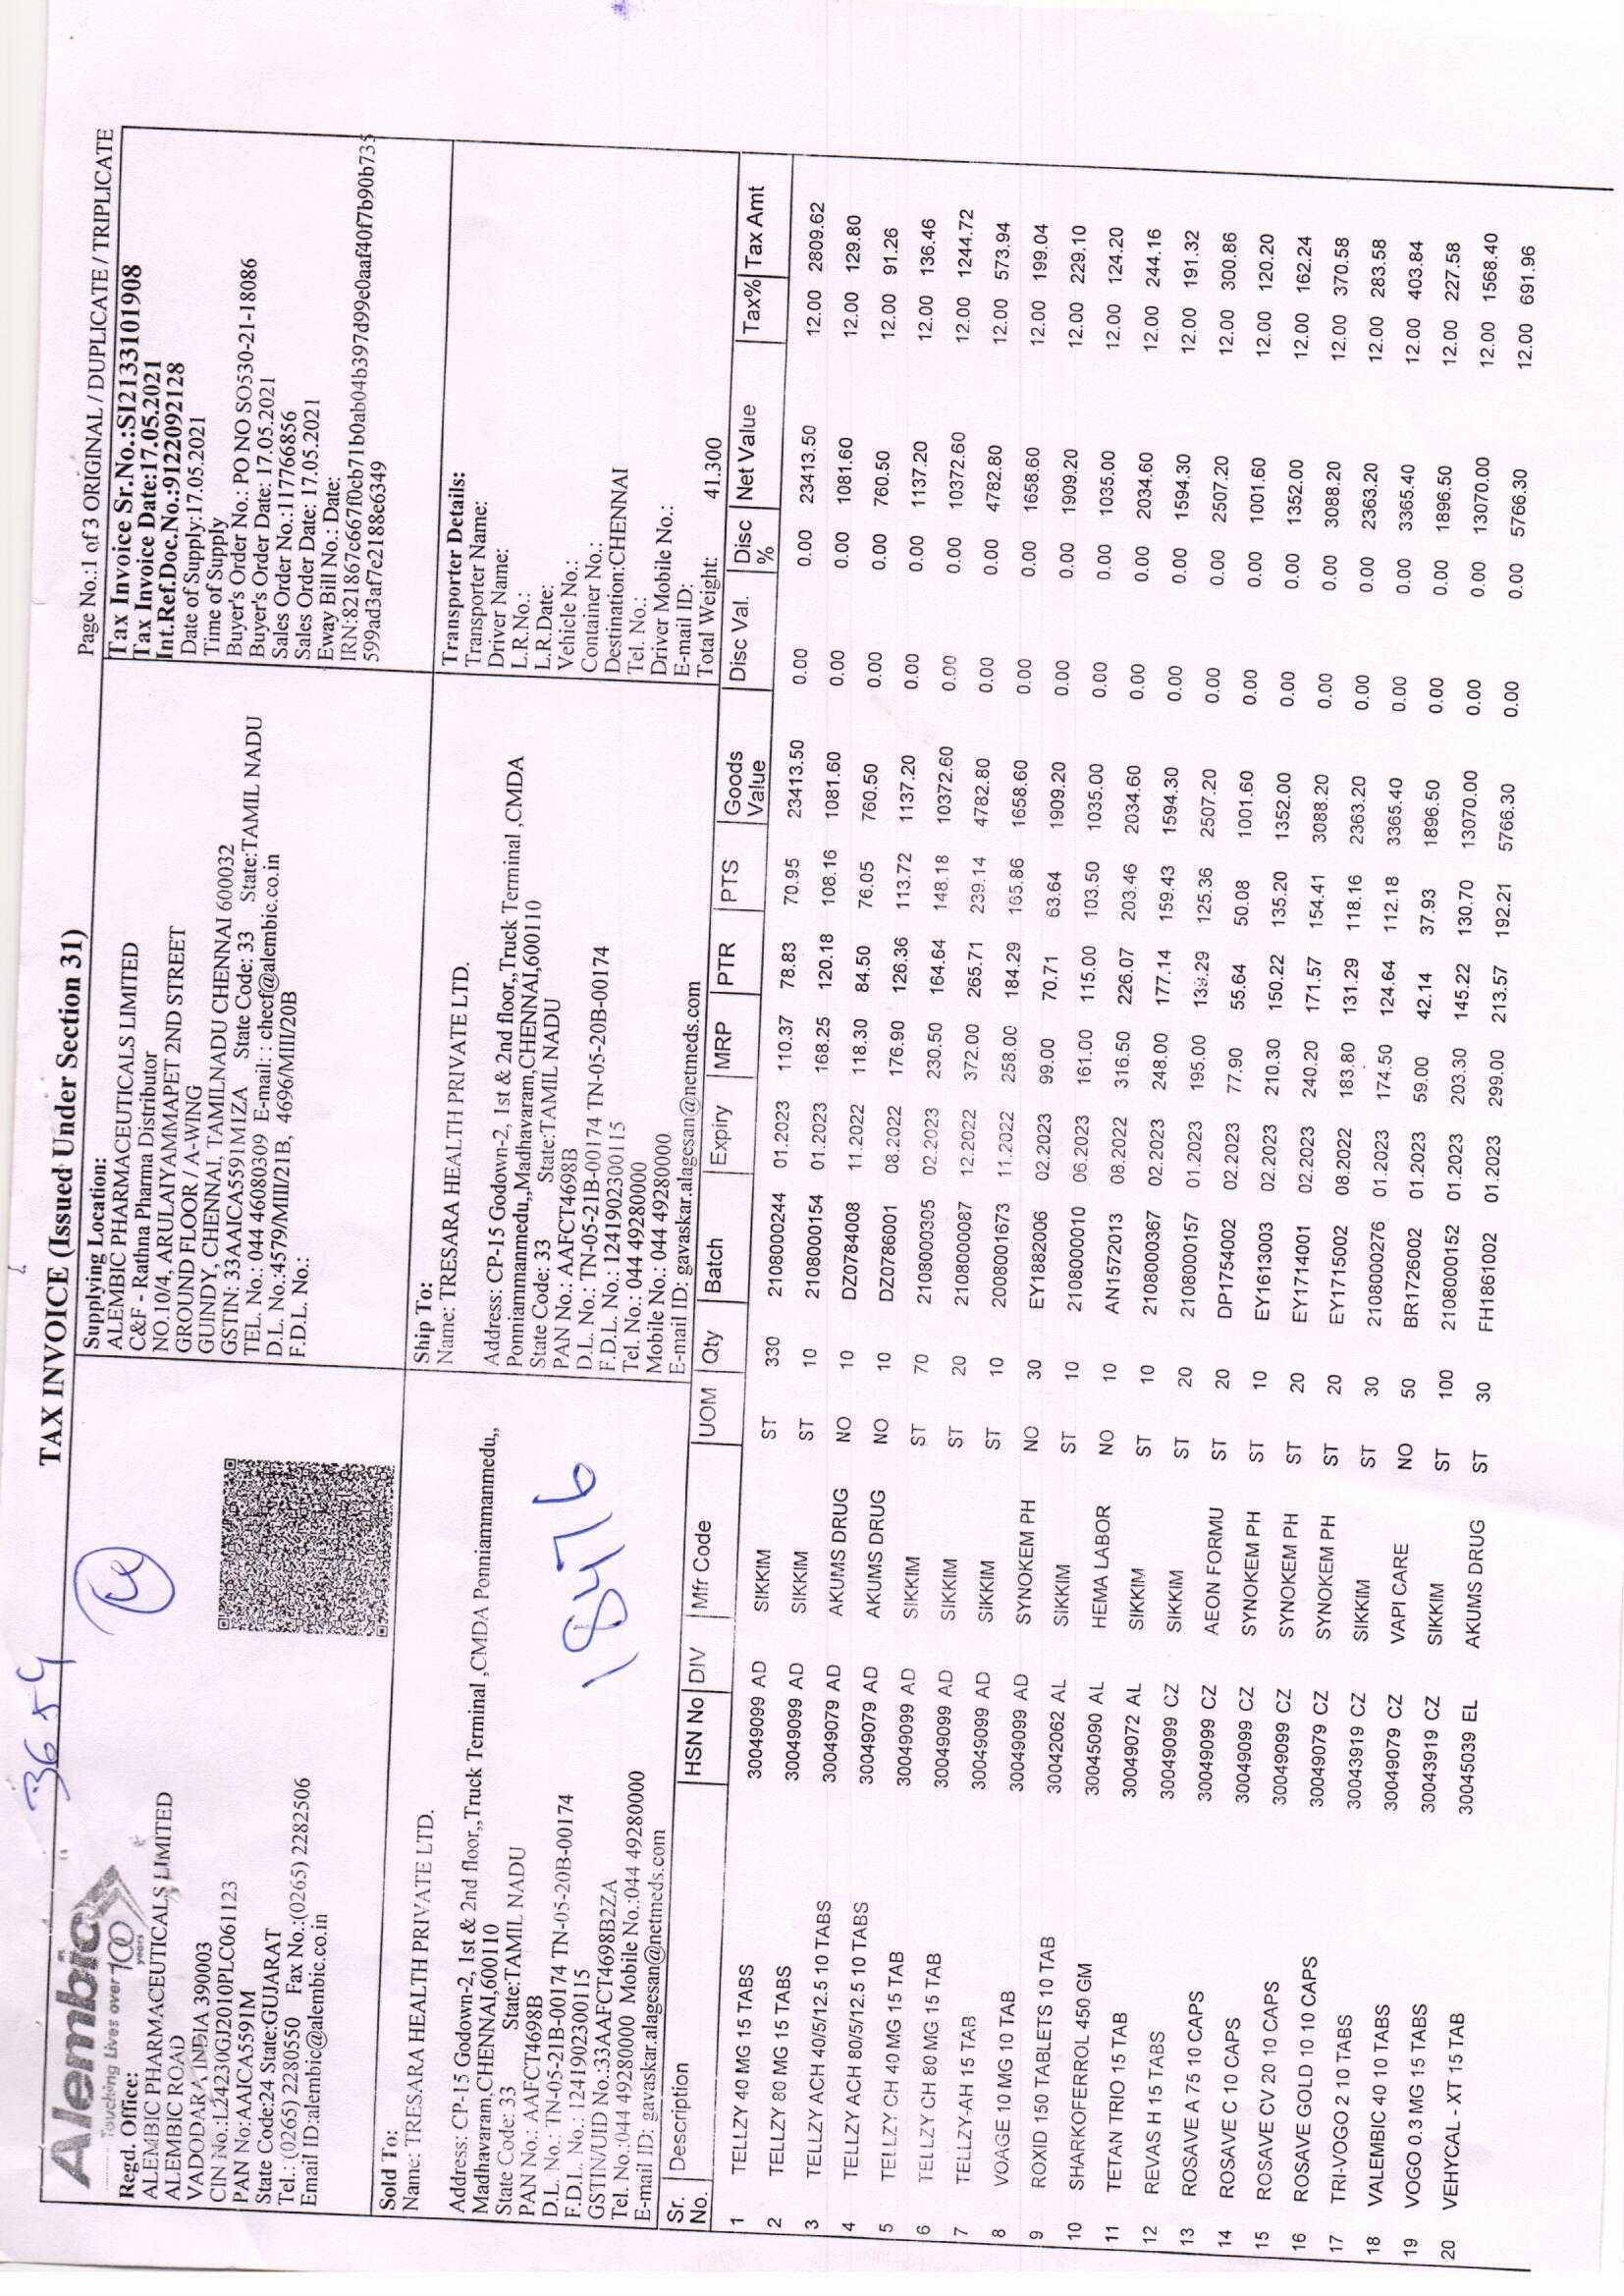 3654
TAX INVOICE (Issued Under Section 31)
Page No.:1 of 3 ORIGINAL / DUPLICATE / TRIPLICATE
Alembic
Touching Lives over 100 years
Regd. Office:
ALEMBIC PHARMACEUTICALS LIMITED
ALEMBIC ROAD
VADODARA INDIA 390003
CIN No.:L24230GJ2010PLC061123
PAN No:AAICA5591M
State Code:24 State:GUJARAT
Tel.: (0265) 2280550 Fax No.:(0265) 2282506
Email ID:alembic@alembic.co.in
Supplying Location:
ALEMBIC PHARMACEUTICALS LIMITED
C&F - Rathna Pharma Distributor
NO.10/4, ARULAIYAMMAPET 2ND STREET
GROUND FLOOR / A-WING
GUINDY, CHENNAI, TAMILNADU CHENNAI 600032
GSTIN: 33AAICA5591M1ZA State Code: 33 State:TAMIL NADU
TEL. No.: 044 46080309 E-mail: : checf@alembic.co.in
D.L. No.:4579/MIII/21B, 4696/MIII/20B
F.D.L. No.:
Tax Invoice Sr.No.:SI2133101908
Tax Invoice Date:17.05.2021
Int.Ref.Doc.No.:9122092128
Date of Supply:17.05.2021
Time of Supply
Buyer's Order No.: PO NO SO530-21-18086
Buyer's Order Date: 17.05.2021
Sales Order No.:117766856
Sales Order Date: 17.05.2021
Eway Bill No.: Date:
IRN:821867c667f0cb71b0ab04b397d99e0aaf40f7b90b735
599ad3af7e2188e6349
Sold To:
Name: TRESARA HEALTH PRIVATE LTD.
Address: CP-15 Godown-2, 1st & 2nd floor,,Truck Terminal ,CMDA Ponniammanmedu,,
Madhavaram,CHENNAI,600110
State Code: 33 State:TAMIL NADU
PAN No.: AAFCT4698B
D.L. No.: TN-05-21B-00174 TN-05-20B-00174
F.D.L. No.: 1241902300115
GSTIN/UID No.:33AAFCT4698B2ZA
Tel. No.:044 49280000 Mobile No.:044 49280000
E-mail ID: gavaskar.alagesan@netmeds.com
18476
Ship To:
Name: TRESARA HEALTH PRIVATE LTD.
Address: CP-15 Godown-2, 1st & 2nd floor,,Truck Terminal ,CMDA
Ponniammanmedu,,Madhavaram,CHENNAI,600110
State Code: 33 State:TAMIL NADU
PAN No.: AAFCT4698B
D.L. No.: TN-05-21B-00174 TN-05-20B-00174
F.D.L. No.: 1241902300115
Tel. No.: 044 49280000
Mobile No.: 044 49280000
E-mail ID: gavaskar.alagesan@netmeds.com
Transporter Details:
Transporter Name:
Driver Name:
L.R.No.:
L.R.Date:
Vehicle No.:
Container No.:
Destination:CHENNAI
Tel. No.:
Driver Mobile No.:
E-mail ID:
Total Weight: 41.300
Sr. No. Description HSN No DIV Mfr Code UOM Qty Batch Expiry MRP PTR PTS Goods Value Disc Val. Disc % Net Value Tax% Tax Amt
1 TELLZY 40 MG 15 TABS 30049099 AD SIKKIM ST 330 2108000244 01.2023 110.37 78.83 70.95 23413.50 0.00 0.00 23413.50 12.00 2809.62
2 TELLZY 80 MG 15 TABS 30049099 AD SIKKIM ST 10 2108000154 01.2023 168.25 120.18 108.16 1081.60 0.00 0.00 1081.60 12.00 129.80
3 TELLZY ACH 40/5/12.5 10 TABS 30049079 AD AKUMS DRUG NO 10 DZ0784008 11.2022 118.30 84.50 76.05 760.50 0.00 0.00 760.50 12.00 91.26
4 TELLZY ACH 80/5/12.5 10 TABS 30049079 AD AKUMS DRUG NO 10 DZ0786001 08.2022 176.90 126.36 113.72 1137.20 0.00 0.00 1137.20 12.00 136.46
5 TELLZY CH 40 MG 15 TAB 30049099 AD SIKKIM ST 70 2108000305 02.2023 230.50 164.64 148.18 10372.60 0.00 0.00 10372.60 12.00 1244.72
6 TELLZY CH 80 MG 15 TAB 30049099 AD SIKKIM ST 20 2108000087 12.2022 372.00 265.71 239.14 4782.80 0.00 0.00 4782.80 12.00 573.94
7 TELLZY-AH 15 TAB 30049099 AD SIKKIM ST 10 2008001673 11.2022 258.00 184.29 165.86 1658.60 0.00 0.00 1658.60 12.00 199.04
8 VOAGE 10 MG 10 TAB 30049099 AD SYNOKEM PH NO 30 EY1882006 02.2023 99.00 70.71 63.64 1909.20 0.00 0.00 1909.20 12.00 229.10
9 ROXID 150 TABLETS 10 TAB 30042062 AL SIKKIM ST 10 2108000010 06.2023 161.00 115.00 103.50 1035.00 0.00 0.00 1035.00 12.00 124.20
10 SHARKOFERROL 450 GM 30045090 AL HEMA LABOR NO 10 AN1572013 08.2022 316.50 226.07 203.46 2034.60 0.00 0.00 2034.60 12.00 244.16
11 TETAN TRIO 15 TAB 30049072 AL SIKKIM ST 10 2108000367 02.2023 248.00 177.14 159.43 1594.30 0.00 0.00 1594.30 12.00 191.32
12 REVAS H 15 TABS 30049099 CZ SIKKIM ST 20 2108000157 01.2023 195.00 139.29 125.36 2507.20 0.00 0.00 2507.20 12.00 300.86
13 ROSAVE A 75 10 CAPS 30049099 CZ AEON FORMU ST 20 DP1754002 02.2023 77.90 55.64 50.08 1001.60 0.00 0.00 1001.60 12.00 120.20
14 ROSAVE C 10 CAPS 30049099 CZ SYNOKEM PH ST 10 EY1613003 02.2023 210.30 150.22 135.20 1352.00 0.00 0.00 1352.00 12.00 162.24
15 ROSAVE CV 20 10 CAPS 30049099 CZ SYNOKEM PH ST 20 EY1714001 02.2023 240.20 171.57 154.41 3088.20 0.00 0.00 3088.20 12.00 370.58
16 ROSAVE GOLD 10 10 CAPS 30049079 CZ SYNOKEM PH ST 20 EY1715002 08.2022 183.80 131.29 118.16 2363.20 0.00 0.00 2363.20 12.00 283.58
17 TRI-VOGO 2 10 TABS 30043919 CZ SIKKIM ST 30 2108000276 01.2023 174.50 124.64 112.18 3365.40 0.00 0.00 3365.40 12.00 403.84
18 VALEMBIC 40 10 TABS 30049079 CZ VAPI CARE NO 50 BR1726002 01.2023 59.00 42.14 37.93 1896.50 0.00 0.00 1896.50 12.00 227.58
19 VOGO 0.3 MG 15 TABS 30043919 CZ SIKKIM ST 100 2108000152 01.2023 203.30 145.22 130.70 13070.00 0.00 0.00 13070.00 12.00 1568.40
20 VEHYCAL - XT 15 TAB 30045039 EL AKUMS DRUG ST 30 FH1861002 01.2023 299.00 213.57 192.21 5766.30 0.00 0.00 5766.30 12.00 691.96